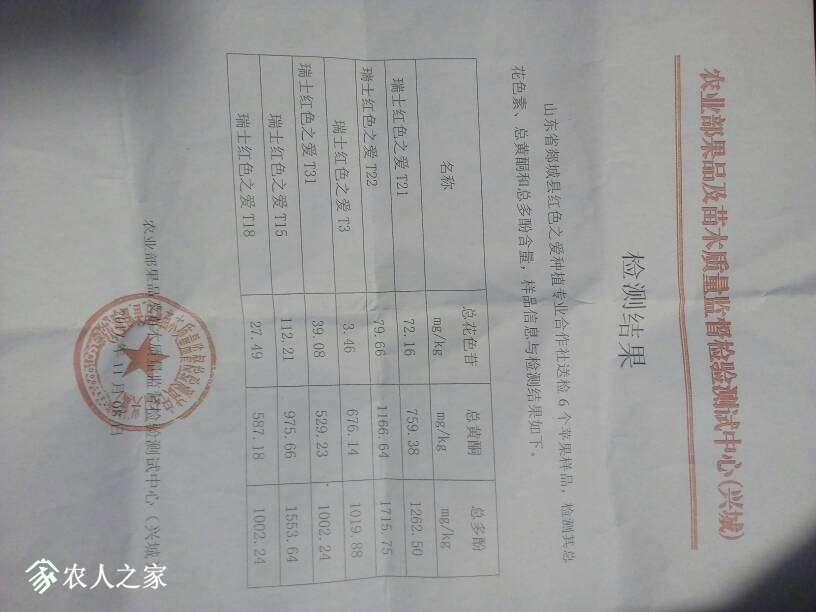 农业部果品及苗木质量监督检验测试中心(兴城)
检测结果
山东省鄄城县红色之爱种植专业合作社送检 6 个苹果样品，检测其总
花色素、总黄酮和总多酚含量，样品信息与检测结果如下。
名称 总花色苷 mg/kg 总黄酮 mg/kg 总多酚 mg/kg
瑞士红色之爱 T21 72.16 759.38 1262.50
瑞士红色之爱 T22 79.66 1166.64 1715.75
瑞士红色之爱 T3 3.46 676.14 1019.88
瑞士红色之爱 T31 39.08 529.23 1002.24
瑞士红色之爱 T15 112.21 975.66 1553.64
瑞士红色之爱 T18 27.49 587.18 1002.24
农业部果品及苗木质量监督检验测试中心（兴城
年 11 月 08 日
农人之家